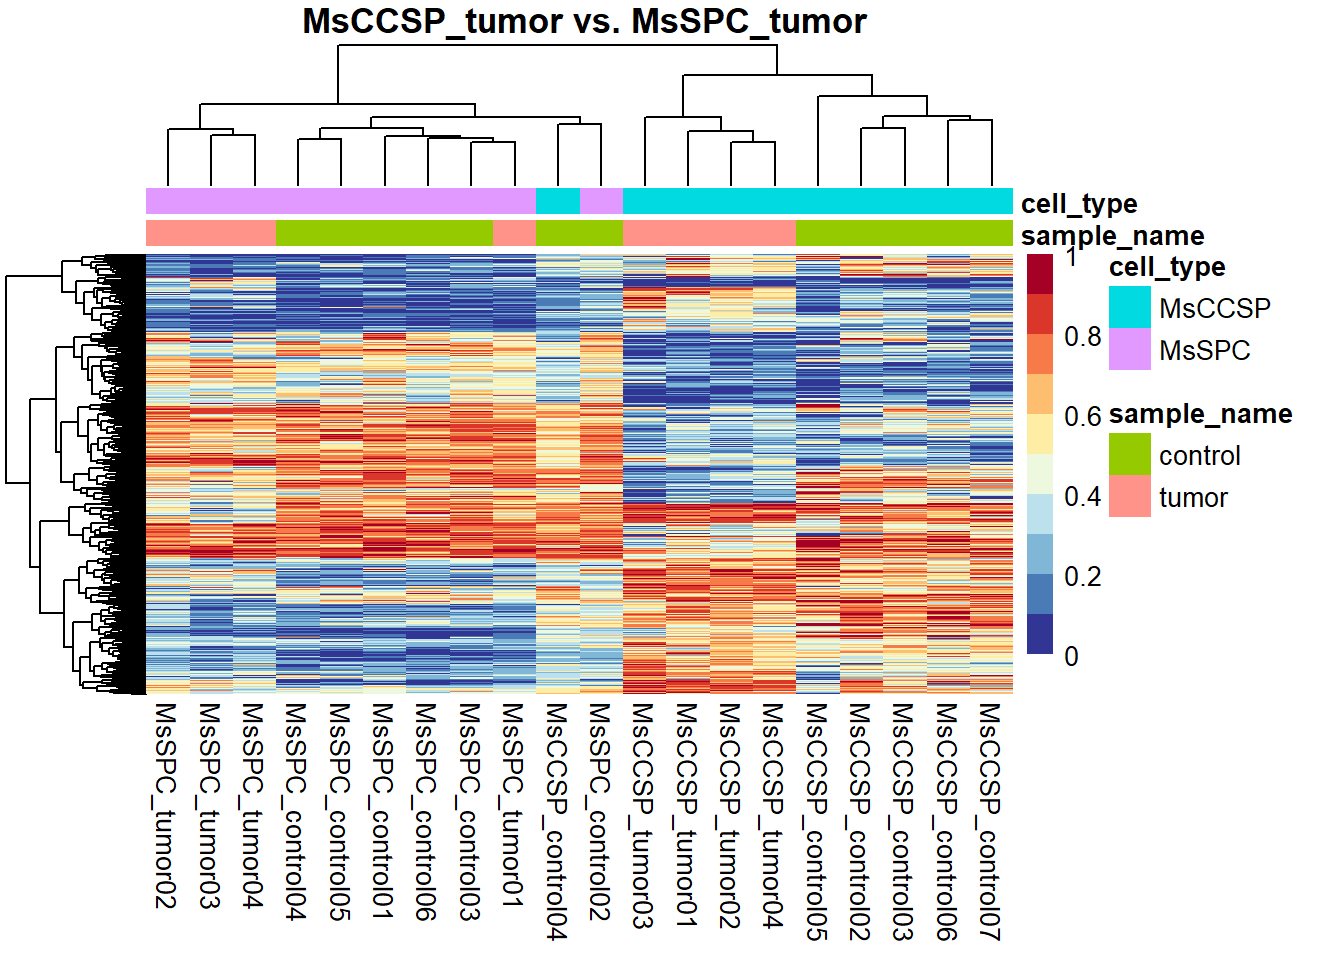 MsCCSP_tumor vs. MsSPC_tumor
cell_type
sample_name
1
0.8
0.6
0.4
0.2
0
cell_type
MsCCSP
MsSPC
sample_name
control
tumor
MsSPC_tumor02
MsSPC_tumor03
MsSPC_tumor04
MsSPC_control04
MsSPC_control05
MsSPC_control01
MsSPC_control06
MsSPC_control03
MsSPC_tumor01
MsCCSP_control04
MsSPC_control02
MsCCSP_tumor03
MsCCSP_tumor01
MsCCSP_tumor02
MsCCSP_tumor04
MsCCSP_control05
MsCCSP_control02
MsCCSP_control03
MsCCSP_control06
MsCCSP_control07